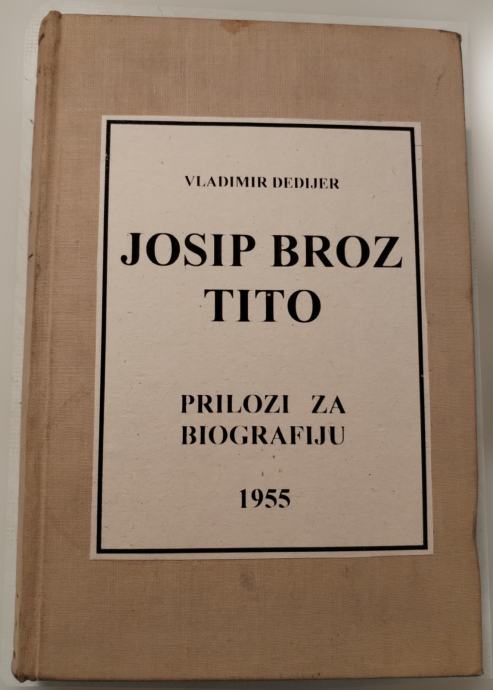 VLADIMIR DEDIJER
JOSIP BROZ
TITO
PRILOZI ZA
BIOGRAFIJU
1955